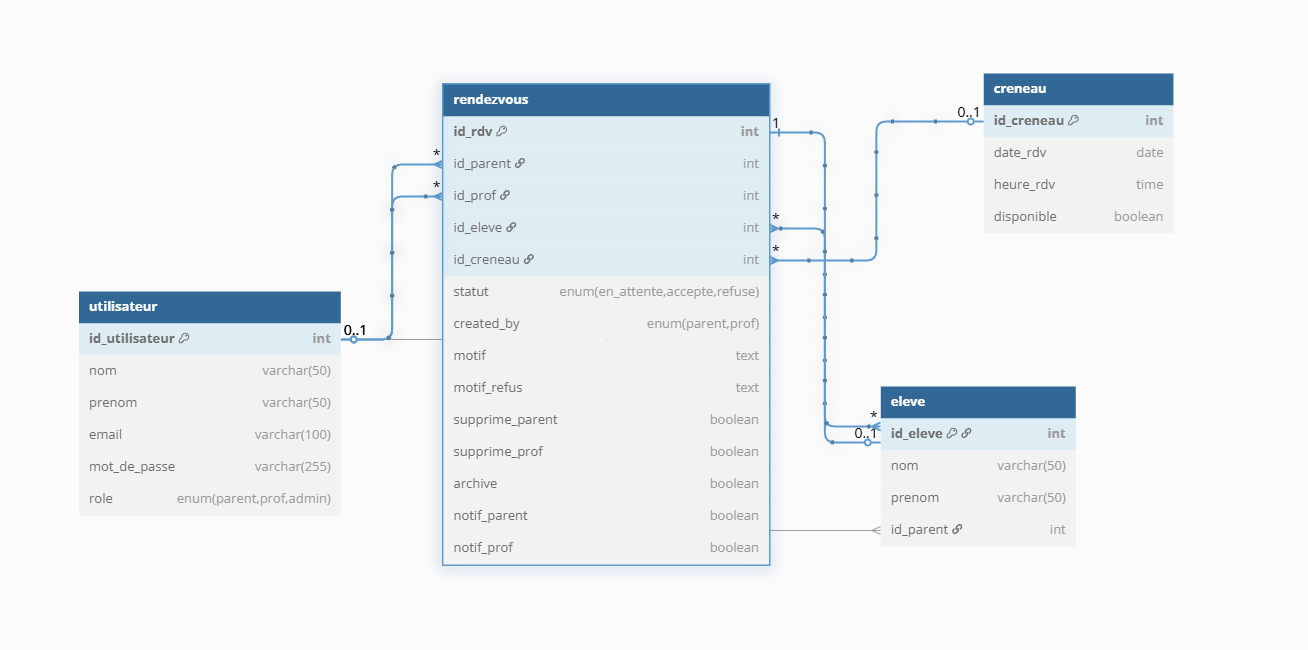 rendezvous
id_rdv int
id_parent int
id_prof int
id_eleve int
id_creneau int
statut enum(en_attente,accepte,refuse)
created_by enum(parent,prof)
motif text
motif_refus text
supprime_parent boolean
supprime_prof boolean
archive boolean
notif_parent boolean
notif_prof boolean
*
*
1
*
*
creneau
0..1
id_creneau int
date_rdv date
heure_rdv time
disponible boolean
utilisateur
id_utilisateur int
0..1
nom varchar(50)
prenom varchar(50)
email varchar(100)
mot_de_passe varchar(255)
role enum(parent,prof,admin)
eleve
*
0..1
id_eleve int
nom varchar(50)
prenom varchar(50)
id_parent int